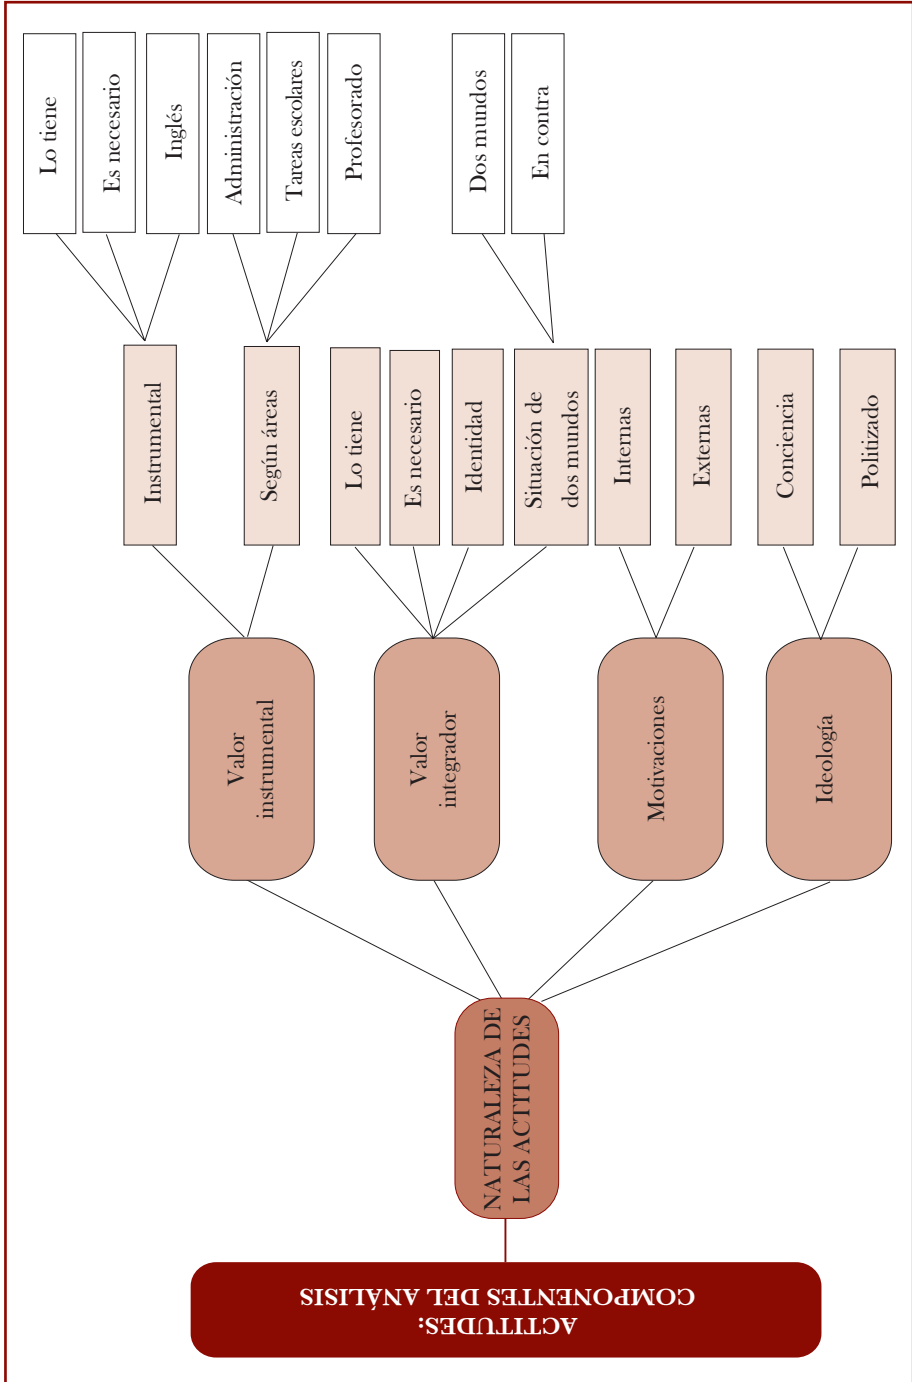 ACTITUDES:
COMPONENTES DEL ANÁLISIS
NATURALEZA DE
LAS ACTITUDES
Valor
instrumental
Valor
integrador
Motivaciones
Ideología
Instrumental
Según áreas
Lo tiene
Es necesario
Identidad
Situación de
dos mundos
Internas
Externas
Conciencia
Politizado
Lo tiene
Es necesario
Inglés
Administración
Tareas escolares
Profesorado
Dos mundos
En contra